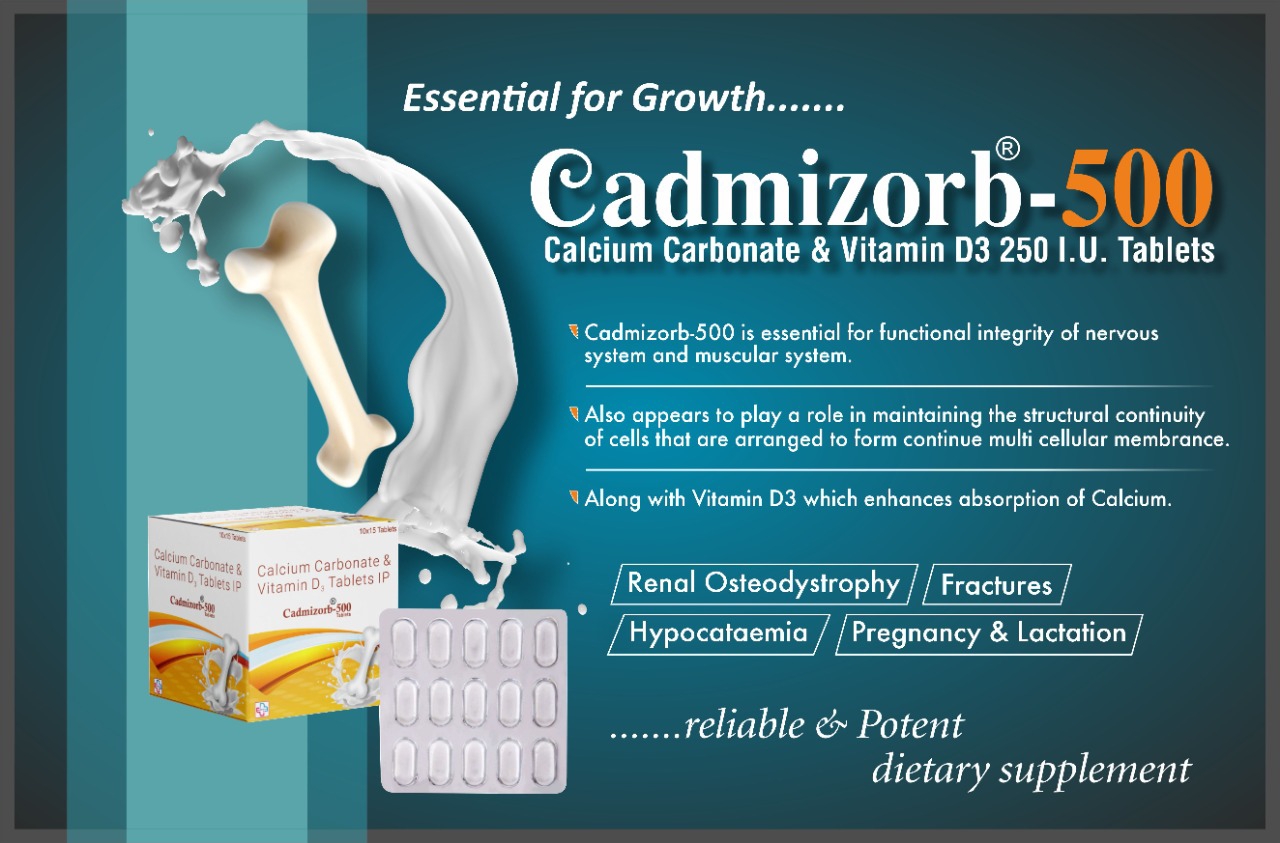 Essential for Growth.......
Cadmizorb®-500
Calcium Carbonate & Vitamin D3 250 I.U. Tablets
Cadmizorb-500 is essential for functional integrity of nervous
system and muscular system.
Also appears to play a role in maintaining the structural continuity
of cells that are arranged to form continue multi cellular membrance.
Along with Vitamin D3 which enhances absorption of Calcium.
Renal Osteodystrophy
Fractures
Hypocataemia
Pregnancy & Lactation
.......reliable & Potent
dietary supplement
10x15 Tablets
Calcium Carbonate &
Vitamin D3 Tablets IP
Cadmizorb®-500
Tablets
10x15 Tablets
Calcium Carbonate &
Vitamin D3 Tablets IP
Cadmizorb®-500
Tablets